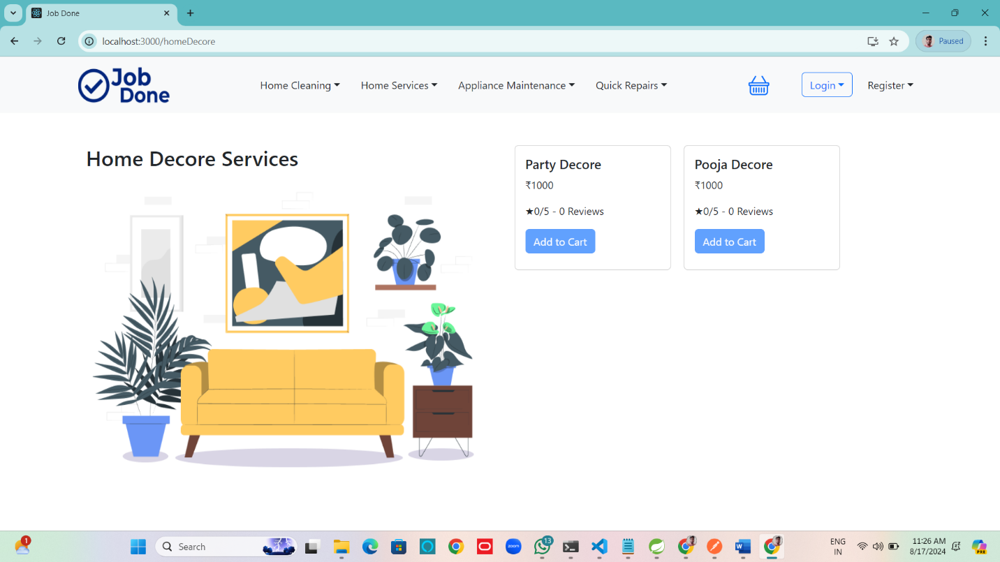 Job Done
localhost:3000/homeDecore
Paused
Job
Done
Home Cleaning
Home Services
Appliance Maintenance
Quick Repairs
Login
Register
Home Decore Services
Party Decore
₹1000
★0/5 - 0 Reviews
Add to Cart
Pooja Decore
₹1000
★0/5 - 0 Reviews
Add to Cart
1
Search
zoom
13
W
PRE
ENG
IN
11:26 AM
8/17/2024